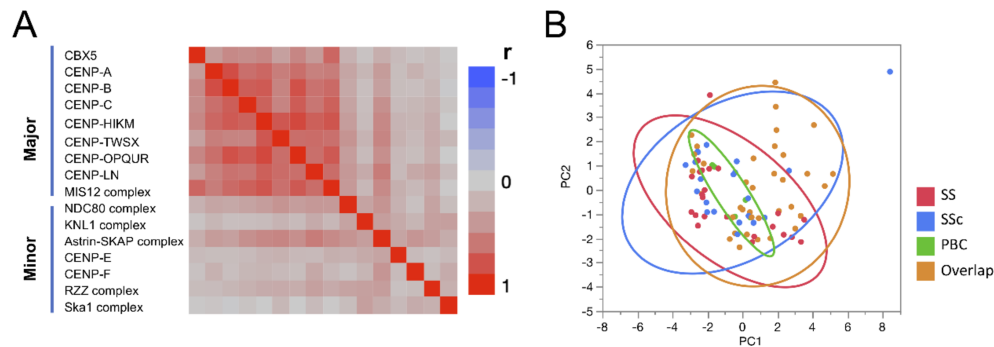 A
Major
Minor
CBX5
CENP-A
CENP-B
CENP-C
CENP-HIKM
CENP-TWSX
CENP-OPQUR
CENP-LN
MIS12 complex
NDC80 complex
KNL1 complex
Astrin-SKAP complex
CENP-E
CENP-F
RZZ complex
Ska1 complex
r
-1
0
1
B
PC2
6
5
4
3
2
1
0
-1
-2
-3
-4
-5
-8 -6 -4 -2 0 2 4 6 8
PC1
SS
SSc
PBC
Overlap